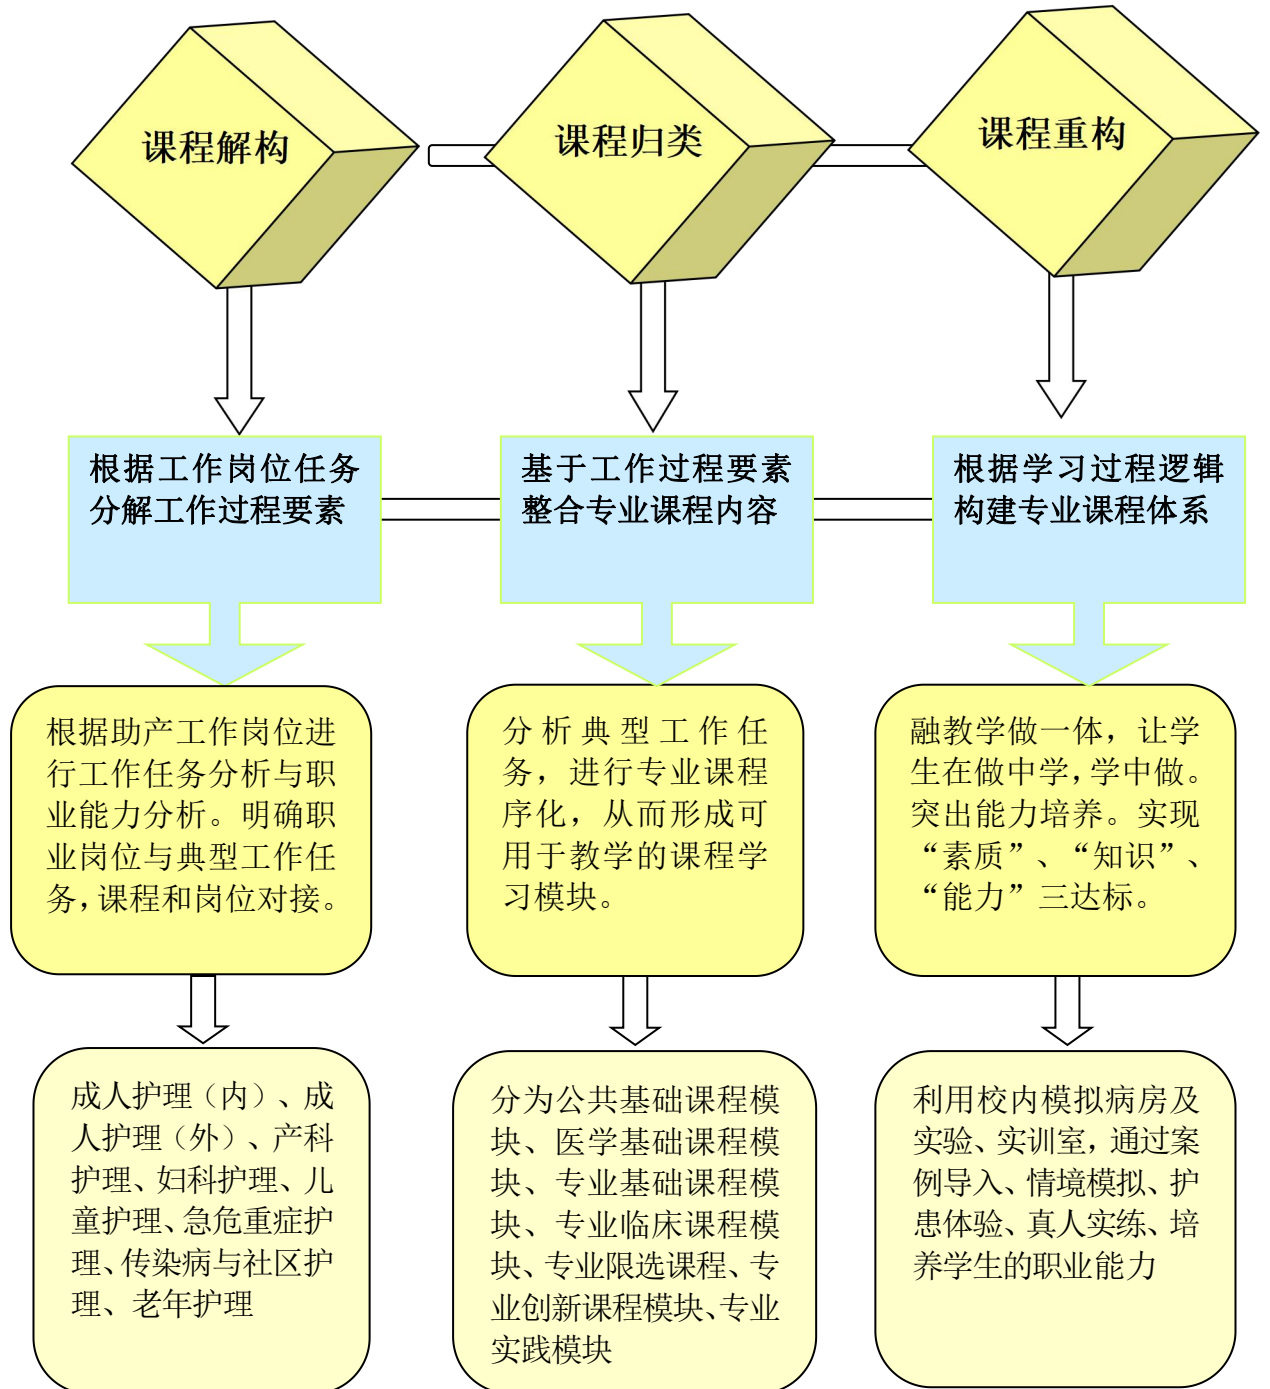 课程解构
课程归类
课程重构
根据工作岗位任务
分解工作过程要素
基于工作过程要素
整合专业课程内容
根据学习过程逻辑
构建专业课程体系
根据助产工作岗位进
行工作任务分析与职
业能力分析。明确职
业岗位与典型工作任
务,课程和岗位对接。
分析典型工作任
务，进行专业课程
序化，从而形成可
用于教学的课程学
习模块。
融教学做一体，让学
生在做中学,学中做。
突出能力培养。实现
“素质”、“知识”、
“能力”三达标。
成人护理（内）、成
人护理（外）、产科
护理、妇科护理、儿
童护理、急危重症护
理、传染病与社区护
理、老年护理
分为公共基础课程模
块、医学基础课程模
块、专业基础课程模
块、专业临床课程模
块、专业限选课程、专
业创新课程模块、专业
实践模块
利用校内模拟病房及
实验、实训室，通过案
例导入、情境模拟、护
患体验、真人实练、培
养学生的职业能力